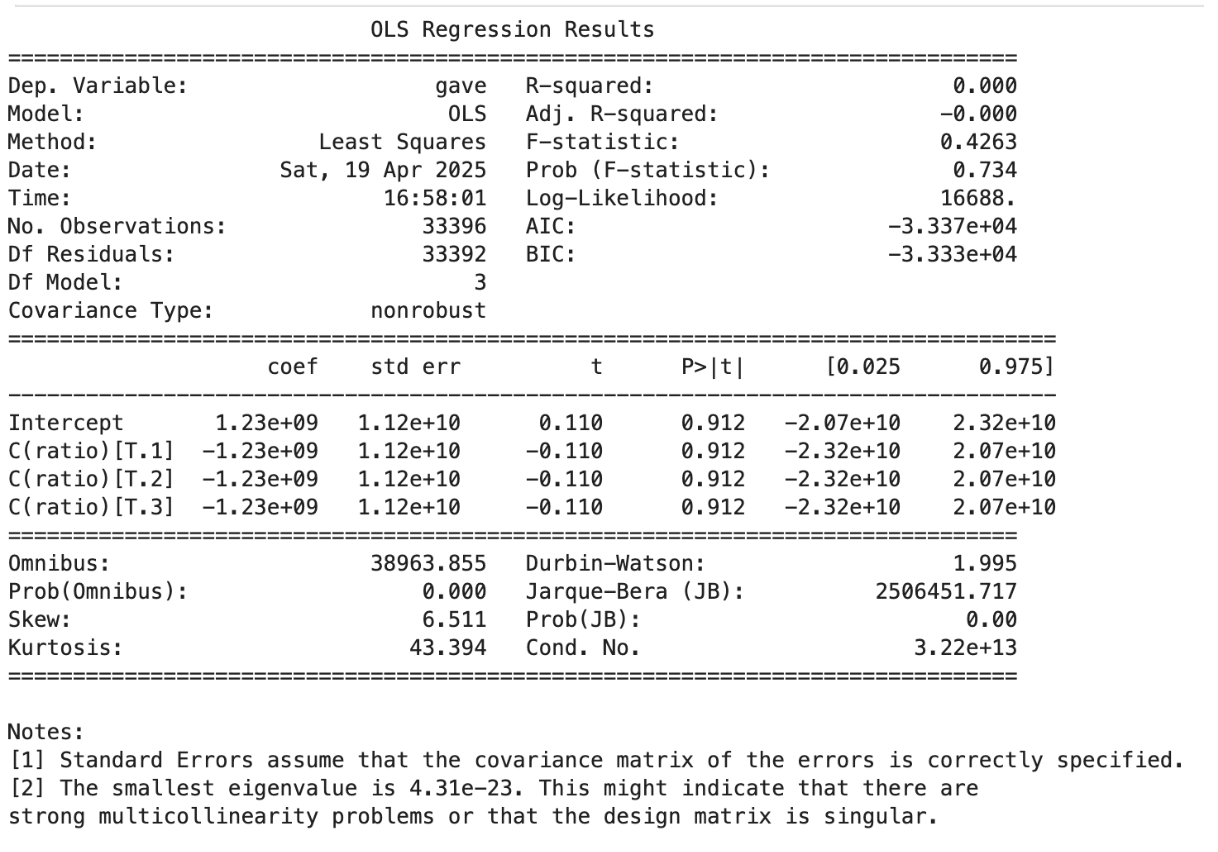 OLS Regression Results
==============================================================================
Dep. Variable: gave R-squared: 0.000
Model: OLS Adj. R-squared: -0.000
Method: Least Squares F-statistic: 0.4263
Date: Sat, 19 Apr 2025 Prob (F-statistic): 0.734
Time: 16:58:01 Log-Likelihood: 16688.
No. Observations: 33396 AIC: -3.337e+04
Df Residuals: 33392 BIC: -3.333e+04
Df Model: 3
Covariance Type: nonrobust
=================================================================================
coef std err t P>|t| [0.025 0.975]
---------------------------------------------------------------------------------
Intercept 1.23e+09 1.12e+10 0.110 0.912 -2.07e+10 2.32e+10
C(ratio)[T.1] -1.23e+09 1.12e+10 -0.110 0.912 -2.32e+10 2.07e+10
C(ratio)[T.2] -1.23e+09 1.12e+10 -0.110 0.912 -2.32e+10 2.07e+10
C(ratio)[T.3] -1.23e+09 1.12e+10 -0.110 0.912 -2.32e+10 2.07e+10
==============================================================================
Omnibus: 38963.855 Durbin-Watson: 1.995
Prob(Omnibus): 0.000 Jarque-Bera (JB): 2506451.717
Skew: 6.511 Prob(JB): 0.00
Kurtosis: 43.394 Cond. No. 3.22e+13
==============================================================================
Notes:
[1] Standard Errors assume that the covariance matrix of the errors is correctly specified.
[2] The smallest eigenvalue is 4.31e-23. This might indicate that there are
strong multicollinearity problems or that the design matrix is singular.